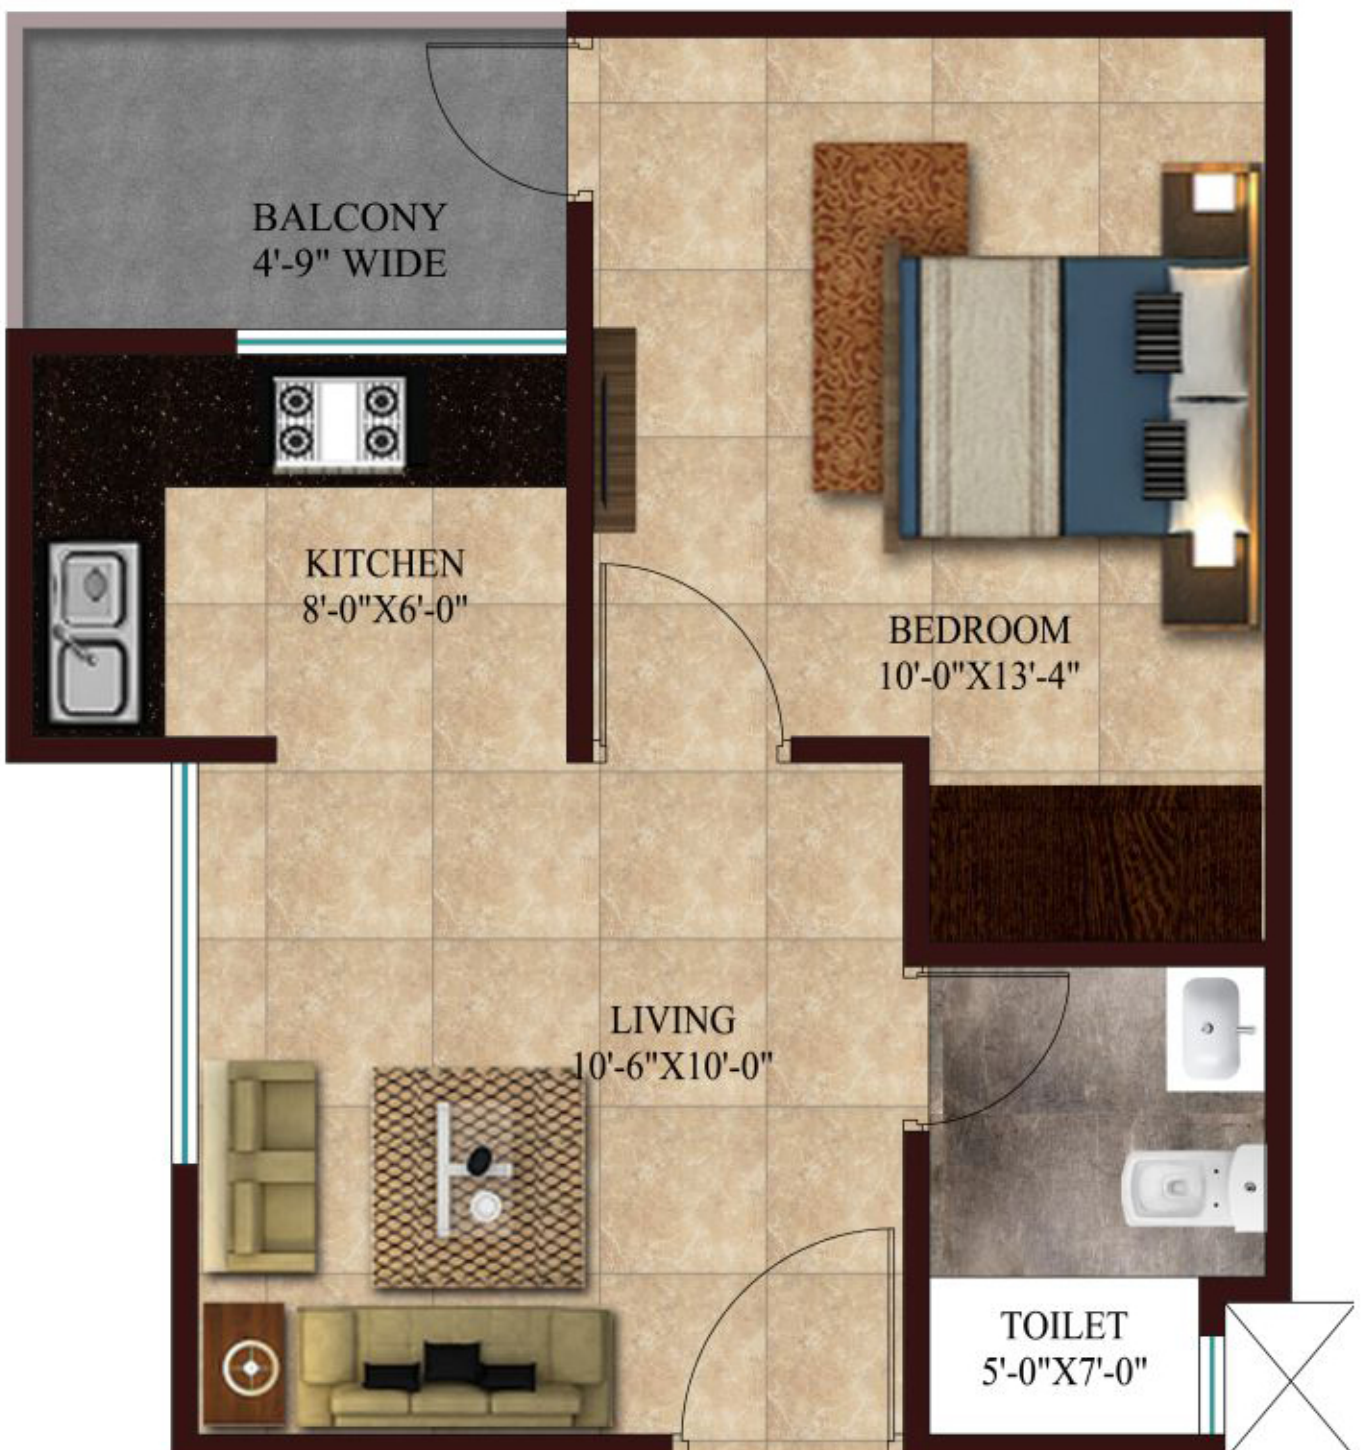 BALCONY
4'-9" WIDE
KITCHEN
8'-0"X6'-0"
BEDROOM
10'-0"X13'-4"
LIVING
10'-6"X10'-0"
TOILET
5'-0"X7'-0"